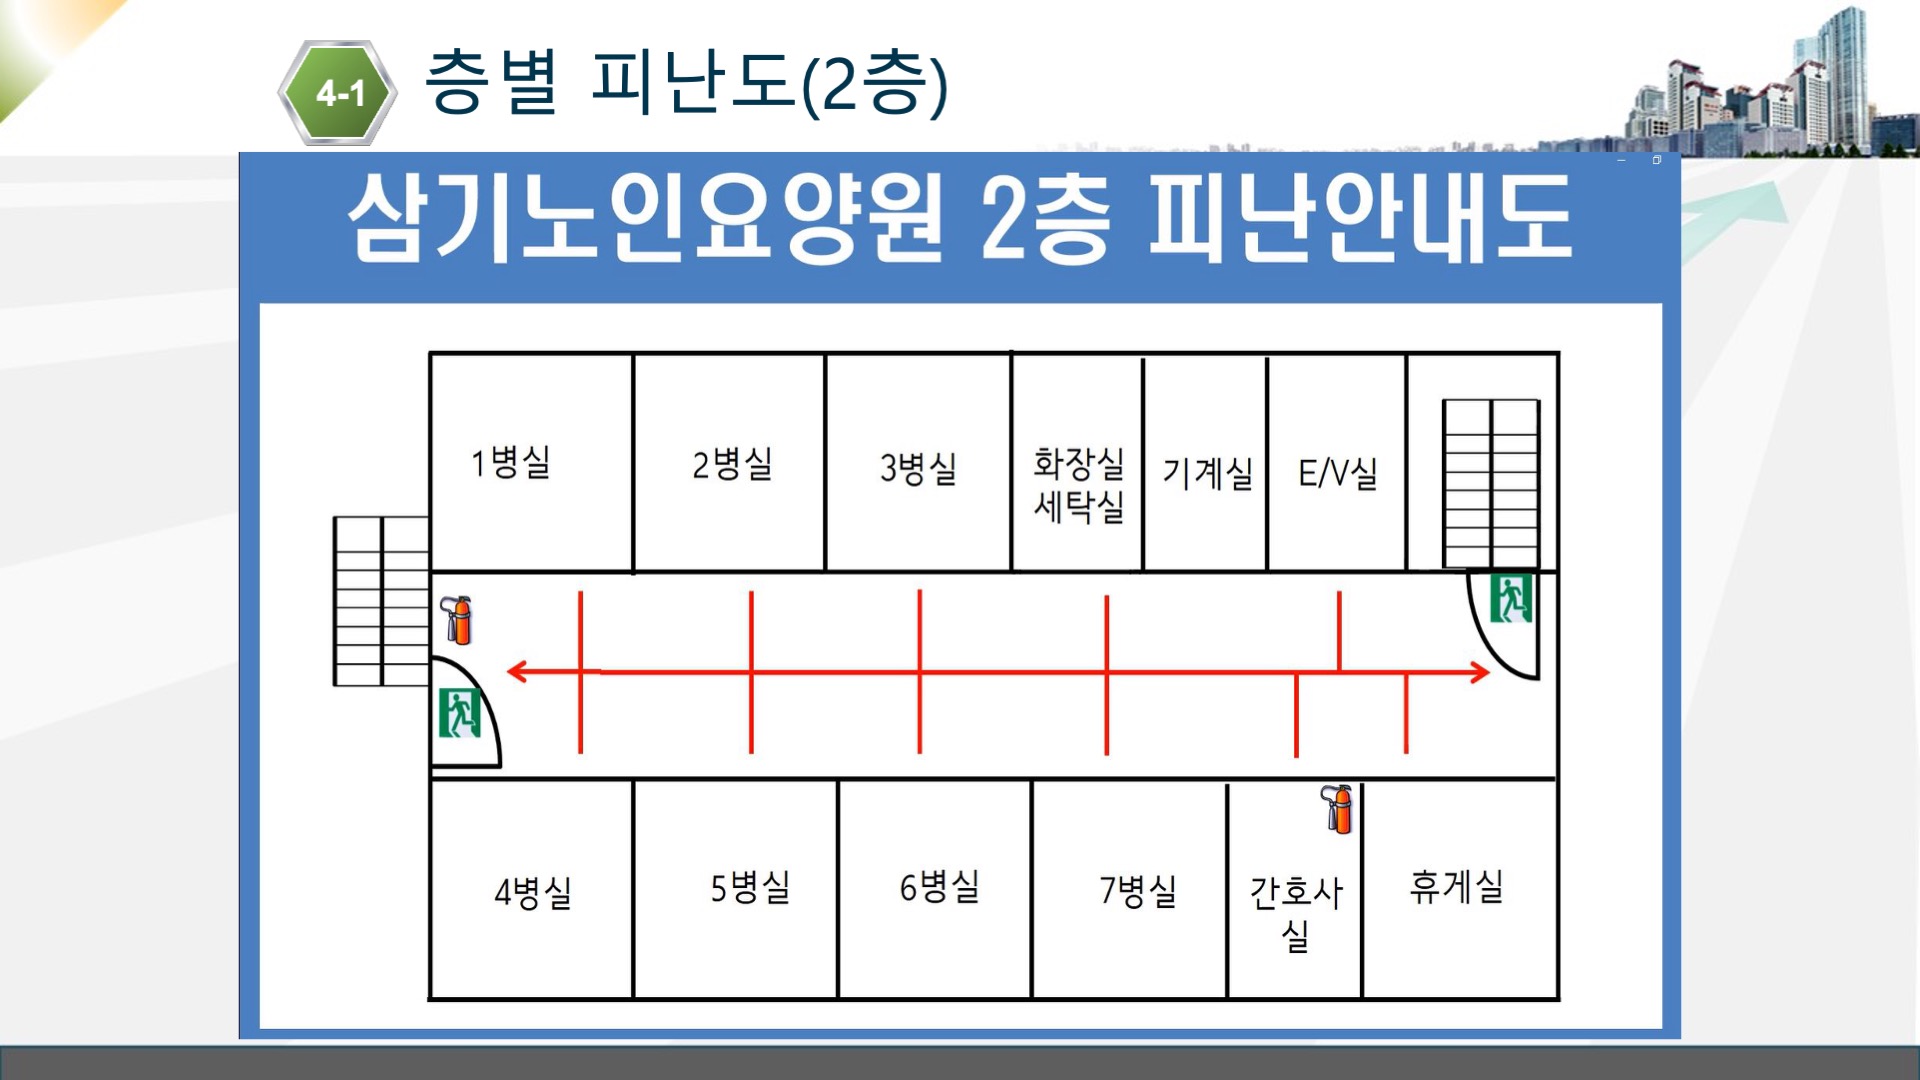 4-1
층별 피난도(2층)
삼기노인요양원 2층 피난안내도
1병실
2병실
3병실
화장실
세탁실
기계실
E/V실
4병실
5병실
6병실
7병실
간호사
실
휴게실